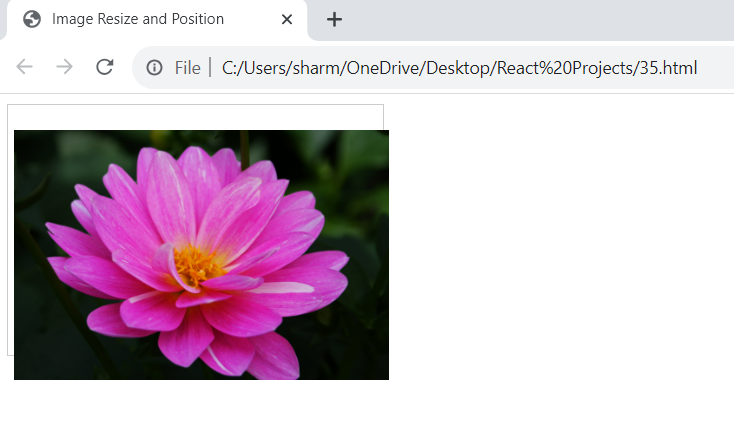 Image Resize and Position
File | C:/Users/sharm/OneDrive/Desktop/React%20Projects/35.html